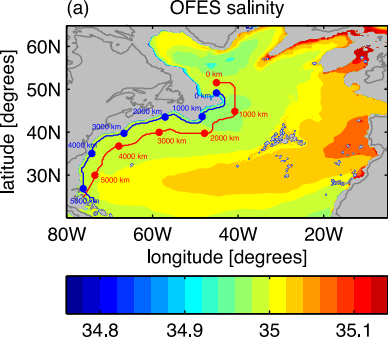 (a) OFES salinity
latitude [degrees]
60N
50N
40N
30N
0 km
0 km
1000 km
2000 km
3000 km
4000 km
5000 km
1000 km
2000 km
3000 km
4000 km
5000 km
80W 60W 40W 20W
longitude [degrees]
34.8 34.9 35 35.1